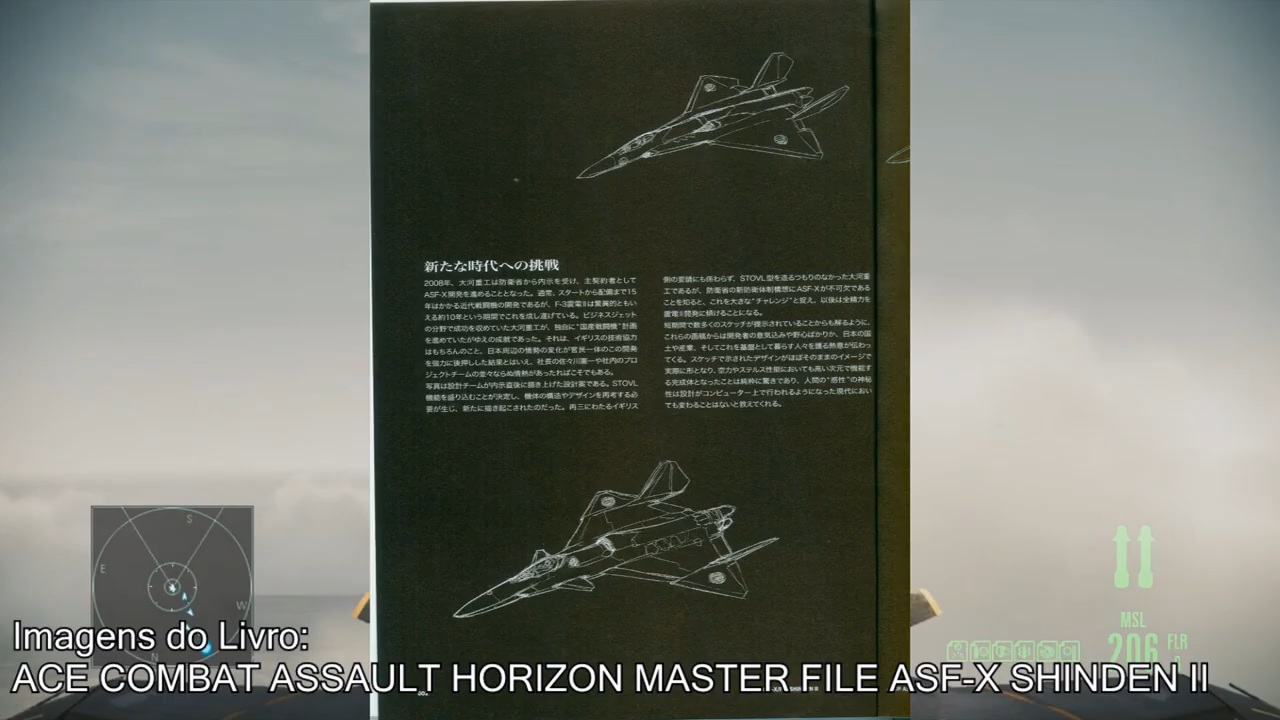 新たな時代への挑戦
2008年、大河重工は防衛省から内示を受け、主契約者として
ASF-X開発を進めることとなった。通常、スタートから配備まで15
年はかかる近代戦闘機の開発であるが、F-3震電IIは驚異的ともい
える約10年という期間でこれを成し遂げている。ビジネスジェット
の分野で成功を収めていた大河重工が、独自に"国産戦闘機"計画
を進めていたがゆえの成就であった。それは、イギリスの技術協力
はもちろんのこと、日本周辺の情勢の変化が官民一体のこの開発
を強力に後押しした結果とはいえ、社長の佐々川憲一や社内のプロ
ジェクトチームの並々ならぬ情熱があったればこそでもある。
写真は設計チームが内示直後に描き上げた設計案である。STOVL
機能を盛り込むことが決定し、機体の構造やデザインを再考する必
要が生じ、新たに描き起こされたのだった。再三にわたるイギリス
側の要請にも係わらず、STOVL型を造るつもりのなかった大河重
工であるが、防衛省の新防衛体制構想にASF-Xが不可欠である
ことを知ると、これを大きな"チャレンジ"と捉え、以後は全精力を
震電II開発に傾けることになる。
短期間で数多くのスケッチが提示されていることからも解るように、
これらの画稿からは開発者の意気込みや野心ばかりか、日本の国
土や産業、そしてこれを基盤として暮らす人々を護る熱意が伝わっ
てくる。スケッチで示されたデザインがほぼそのままのイメージで
実際に形となり、空力やステルス性能においても高い次元で機能す
る完成体となったことは純粋に驚きであり、人間の"感性"の神秘
性は設計がコンピューター上で行われるようになった現代におい
ても変わることはないと教えてくれる。
S
E
W
N
MSL
206
FLR
Imagens do Livro:
ACE COMBAT ASSAULT HORIZON MASTER FILE ASF-X SHINDEN II